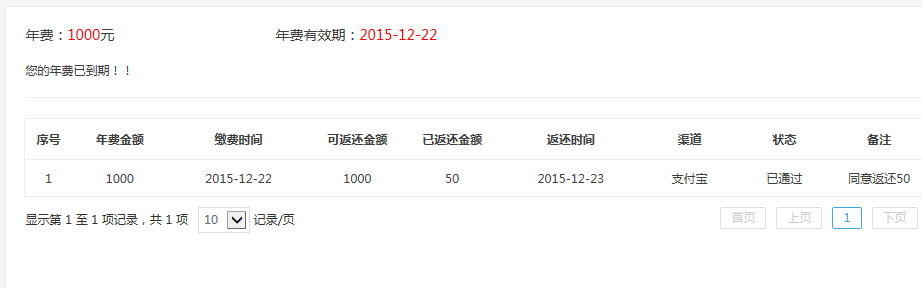 年费：1000元 年费有效期：2015-12-22
您的年费已到期！！
序号 年费金额 缴费时间 可返还金额 已返还金额 返还时间 渠道 状态 备注
1 1000 2015-12-22 1000 50 2015-12-23 支付宝 已通过 同意返还50
显示第 1 至 1 项记录，共 1 项 10 记录/页 首页 上页 1 下页